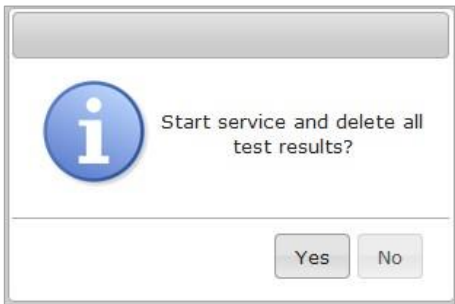 Start service and delete all
test results?
Yes No